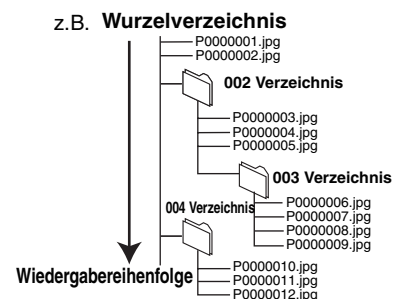 z.B. Wurzelverzeichnis
P0000001.jpg
P0000002.jpg
002 Verzeichnis
P0000003.jpg
P0000004.jpg
P0000005.jpg
003 Verzeichnis
P0000006.jpg
P0000007.jpg
P0000008.jpg
P0000009.jpg
004 Verzeichnis
P0000010.jpg
P0000011.jpg
P0000012.jpg
Wiedergabereihenfolge